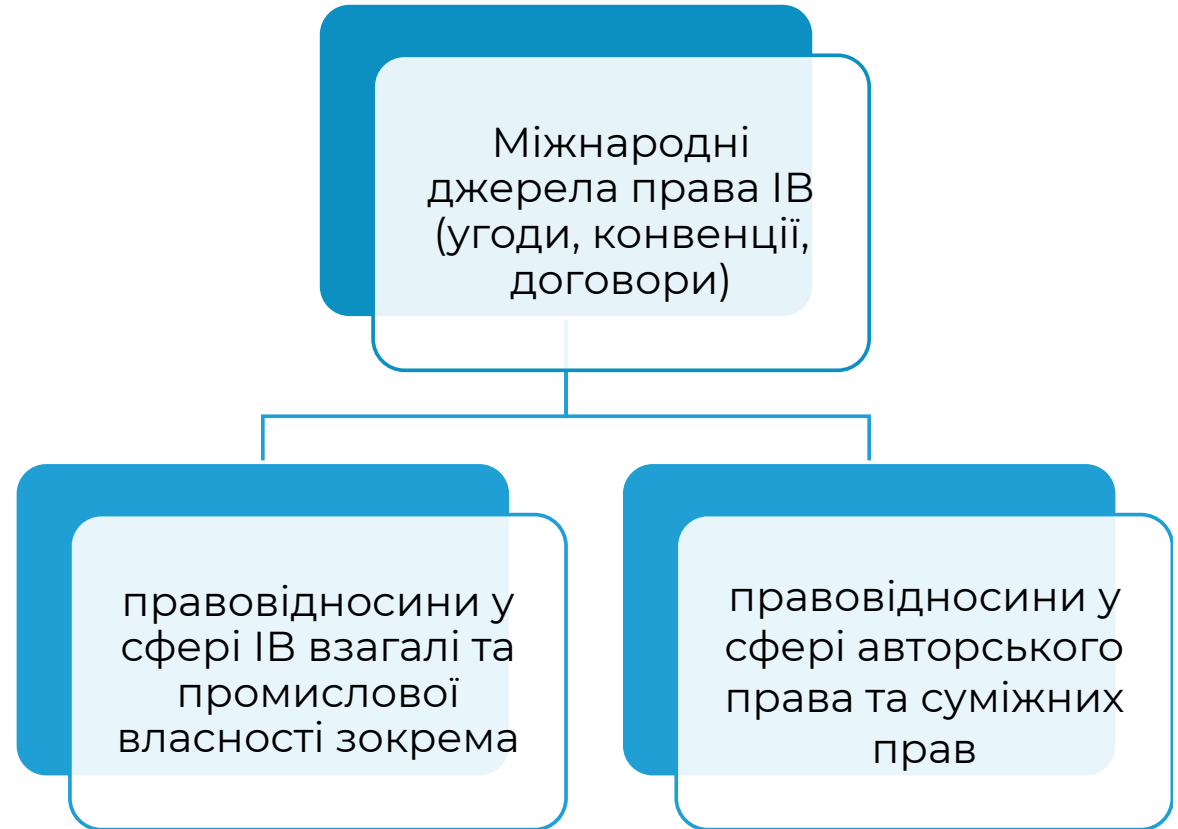 Міжнародні
джерела права ІВ
(угоди, конвенції,
договори)
правовідносини у
сфері ІВ взагалі та
промислової
власності зокрема
правовідносини у
сфері авторського
права та суміжних
прав